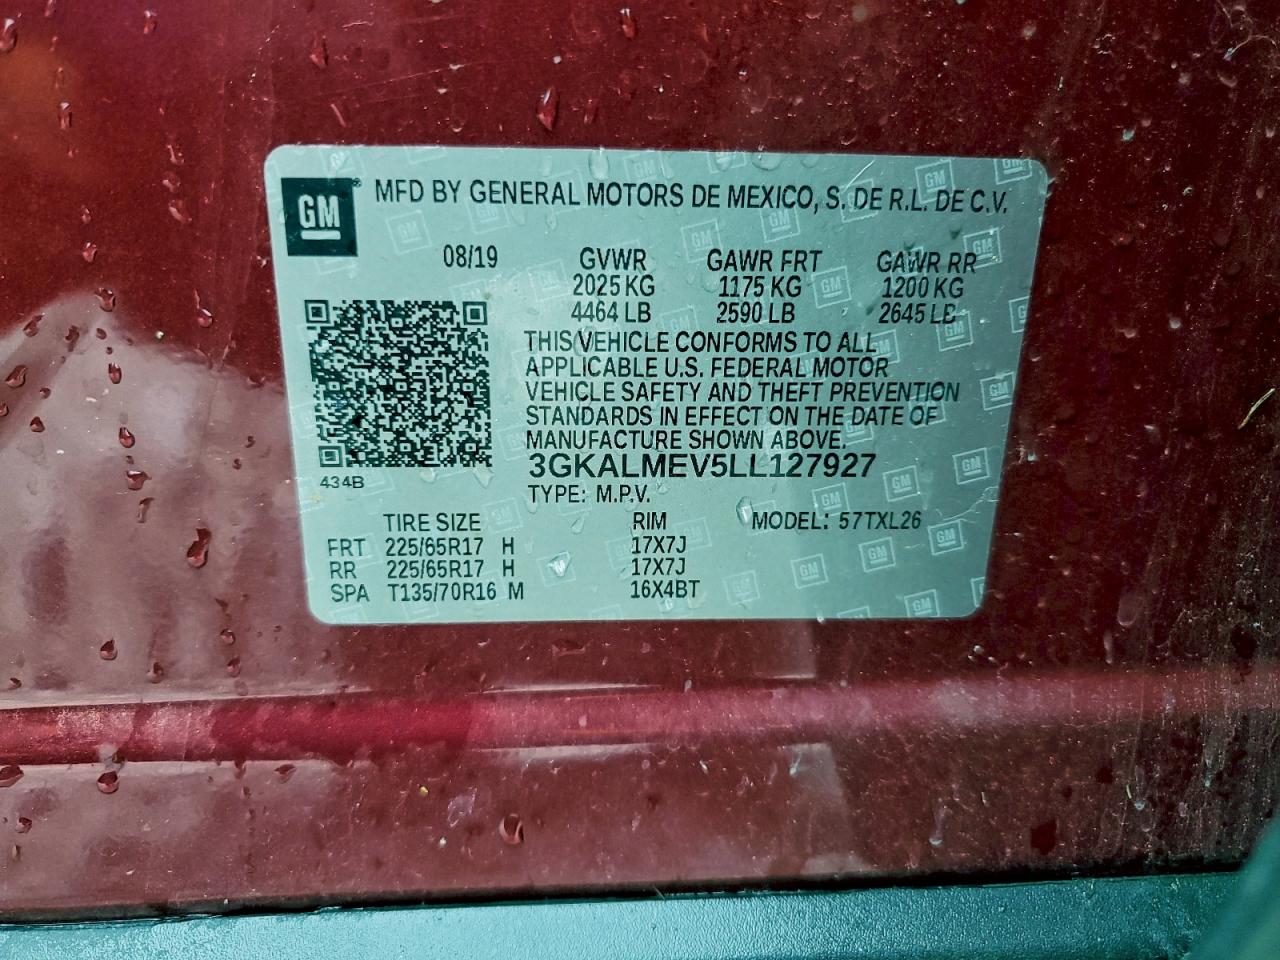 GM® MFD BY GENERAL MOTORS DE MEXICO, S. DE R.L. DE C.V.
08/19 GVWR GAWR FRT GAWR RR
2025 KG 1175 KG 1200 KG
4464 LB 2590 LB 2645 LB
THIS VEHICLE CONFORMS TO ALL
APPLICABLE U.S. FEDERAL MOTOR
VEHICLE SAFETY AND THEFT PREVENTION
STANDARDS IN EFFECT ON THE DATE OF
MANUFACTURE SHOWN ABOVE.
3GKALMEV5LL127927
434B
TYPE: M.P.V.
TIRE SIZE RIM MODEL: 57TXL26
FRT 225/65R17 H 17X7J
RR 225/65R17 H 17X7J
SPA T135/70R16 M 16X4BT